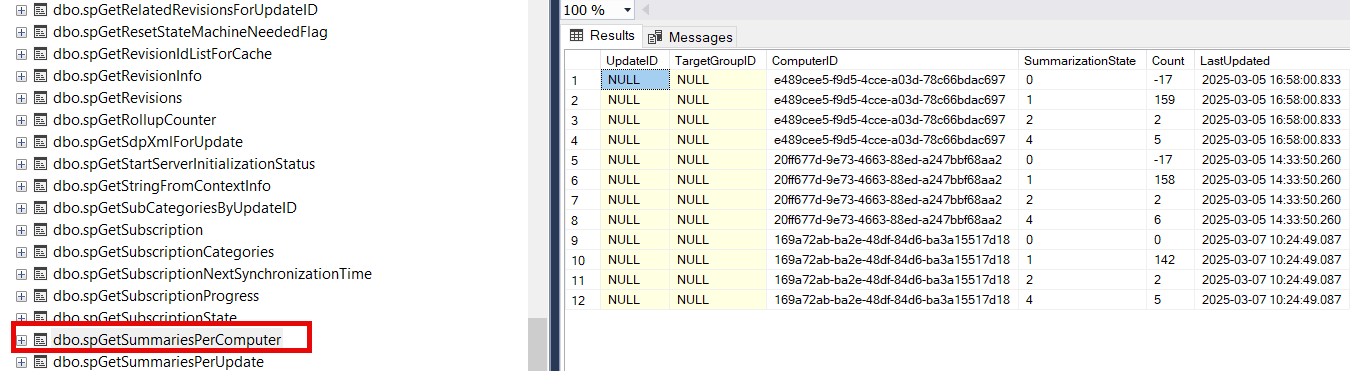 dbo.spGetRelatedRevisionsForUpdateID
dbo.spGetResetStateMachineNeededFlag
dbo.spGetRevisionIdListForCache
dbo.spGetRevisionInfo
dbo.spGetRevisions
dbo.spGetRollupCounter
dbo.spGetSdpXmlForUpdate
dbo.spGetStartServerInitializationStatus
dbo.spGetStringFromContextInfo
dbo.spGetSubCategoriesByUpdateID
dbo.spGetSubscription
dbo.spGetSubscriptionCategories
dbo.spGetSubscriptionNextSynchronizationTime
dbo.spGetSubscriptionProgress
dbo.spGetSubscriptionState
dbo.spGetSummariesPerComputer
dbo.spGetSummariesPerUpdate
100 %
Results Messages
UpdateID TargetGroupID ComputerID SummarizationState Count LastUpdated
1 NULL NULL e489cee5-f9d5-4cce-a03d-78c66bdac697 0 -17 2025-03-05 16:58:00.833
2 NULL NULL e489cee5-f9d5-4cce-a03d-78c66bdac697 1 159 2025-03-05 16:58:00.833
3 NULL NULL e489cee5-f9d5-4cce-a03d-78c66bdac697 2 2 2025-03-05 16:58:00.833
4 NULL NULL e489cee5-f9d5-4cce-a03d-78c66bdac697 4 5 2025-03-05 16:58:00.833
5 NULL NULL 20ff677d-9e73-4663-88ed-a247bbf68aa2 0 -17 2025-03-05 14:33:50.260
6 NULL NULL 20ff677d-9e73-4663-88ed-a247bbf68aa2 1 158 2025-03-05 14:33:50.260
7 NULL NULL 20ff677d-9e73-4663-88ed-a247bbf68aa2 2 2 2025-03-05 14:33:50.260
8 NULL NULL 20ff677d-9e73-4663-88ed-a247bbf68aa2 4 6 2025-03-05 14:33:50.260
9 NULL NULL 169a72ab-ba2e-48df-84d6-ba3a15517d18 0 0 2025-03-07 10:24:49.087
10 NULL NULL 169a72ab-ba2e-48df-84d6-ba3a15517d18 1 142 2025-03-07 10:24:49.087
11 NULL NULL 169a72ab-ba2e-48df-84d6-ba3a15517d18 2 2 2025-03-07 10:24:49.087
12 NULL NULL 169a72ab-ba2e-48df-84d6-ba3a15517d18 4 5 2025-03-07 10:24:49.087